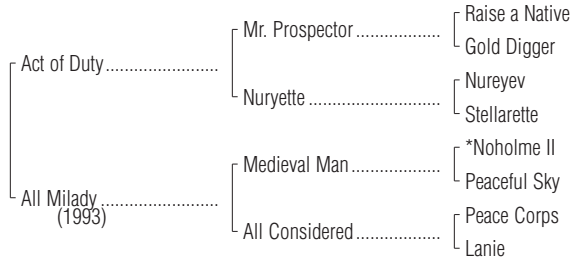 Raise a Native
Mr. Prospector ..................
Gold Digger
Act of Duty ........................
Nureyev
Nuryette ............................
Stellarette
*Noholme II
Medieval Man ...................
Peaceful Sky
All Milady .........................
(1993)
Peace Corps
All Considered ..................
Lanie